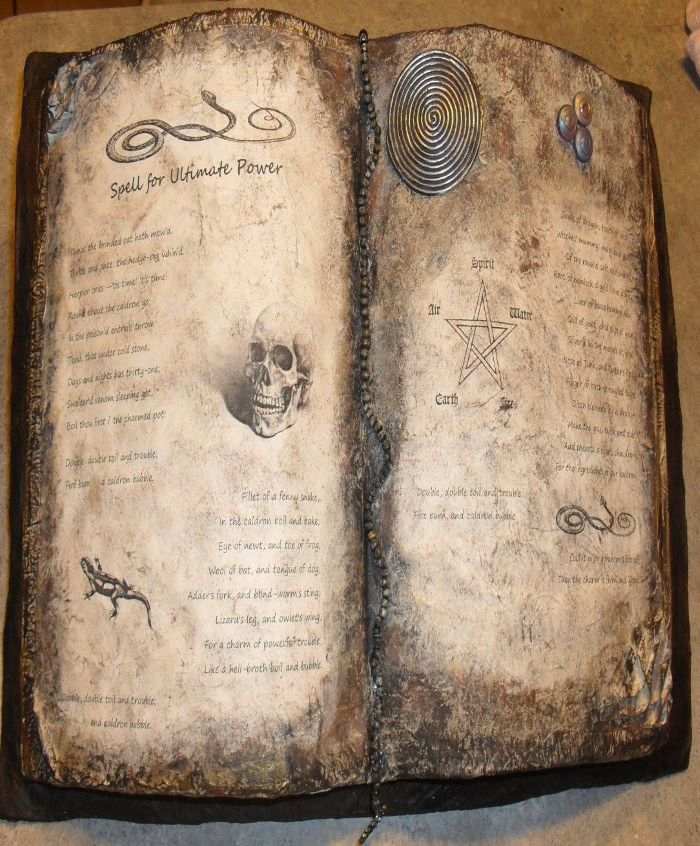 Spell for Ultimate Power
Thrice the brinded cat hath mew'd.
and once the hedge-pig whin'd.
Harpier cries:—'tis time! 'tis time!
Round about the caldron go;
In the poison'd entrails throw.
Toad, that under cold stone,
Days and nights has thirty-one,
Swelter'd venom sleeping got,
Boil thou first i' the charmed pot!
Double, double toil and trouble;
Fire burn and caldron bubble.
Fillet of a fenny snake,
In the caldron boil and bake;
Eye of newt, and toe of frog,
Wool of bat, and tongue of dog,
Adder's fork, and blind-worm's sting,
Lizard's leg, and owlet's wing,
For a charm of powerful trouble,
Like a hell-broth boil and bubble.
Double, double toil and trouble;
and caldron bubble.
Scale of dragon, tooth of
Witches' mummy, maw and
Of the ravin'd salt-sea
Root of hemlock digg'd i' the
Liver of blaspheming
Gall of goat, and slips of
Sliver'd in the moon's
Nose of Turk, and Tartar's
Finger of birth-strangled babe
Ditch-deliver'd by a drab,
Make the gruel thick and slab:
Add thereto a tiger's chaudron,
For the ingredients of our caldron.
Spirit
Air
Water
Earth
Fire
Double, double toil and trouble;
Fire burn, and caldron bubble.
Cool it with a baboon's blood,
Then the charm is firm and good.